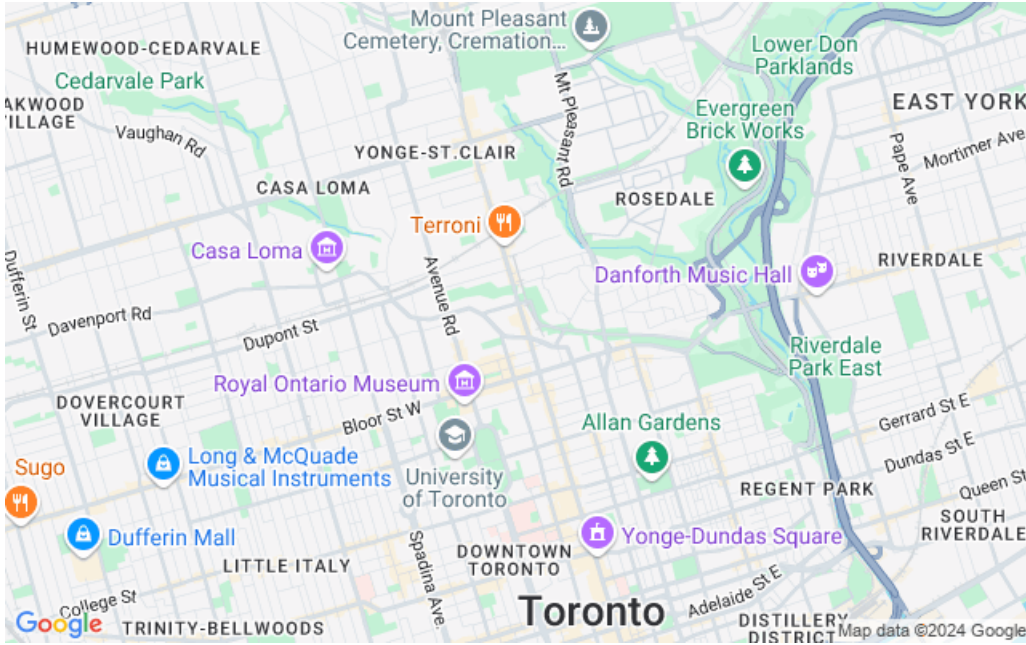 Mount Pleasant
Cemetery, Cremation...
HUMEWOOD-CEDARVALE
Lower Don
Parklands
Cedarvale Park
Mt Pleasant Rd
EAST YORK
AKWOOD
VILLAGE
Evergreen
Brick Works
Vaughan Rd
Pape Ave
Mortimer Ave
YONGE-ST.CLAIR
CASA LOMA
ROSEDALE
Terroni
Casa Loma
Dufferin St
Avenue Rd
Danforth Music Hall
RIVERDALE
Davenport Rd
Dupont St
Riverdale
Park East
Royal Ontario Museum
DOVERCOURT
VILLAGE
Bloor St W
Allan Gardens
Gerrard St E
Sugo
Long & McQuade
Musical Instruments
University
of Toronto
Dundas St E
REGENT PARK
Queen St
SOUTH
RIVERDALE
Dufferin Mall
Yonge-Dundas Square
LITTLE ITALY
Spadina Ave.
DOWNTOWN
TORONTO
College St
Adelaide St E
Toronto
Google
TRINITY-BELLWOODS
DISTILLERY
DISTRICT
Map data ©2024 Google